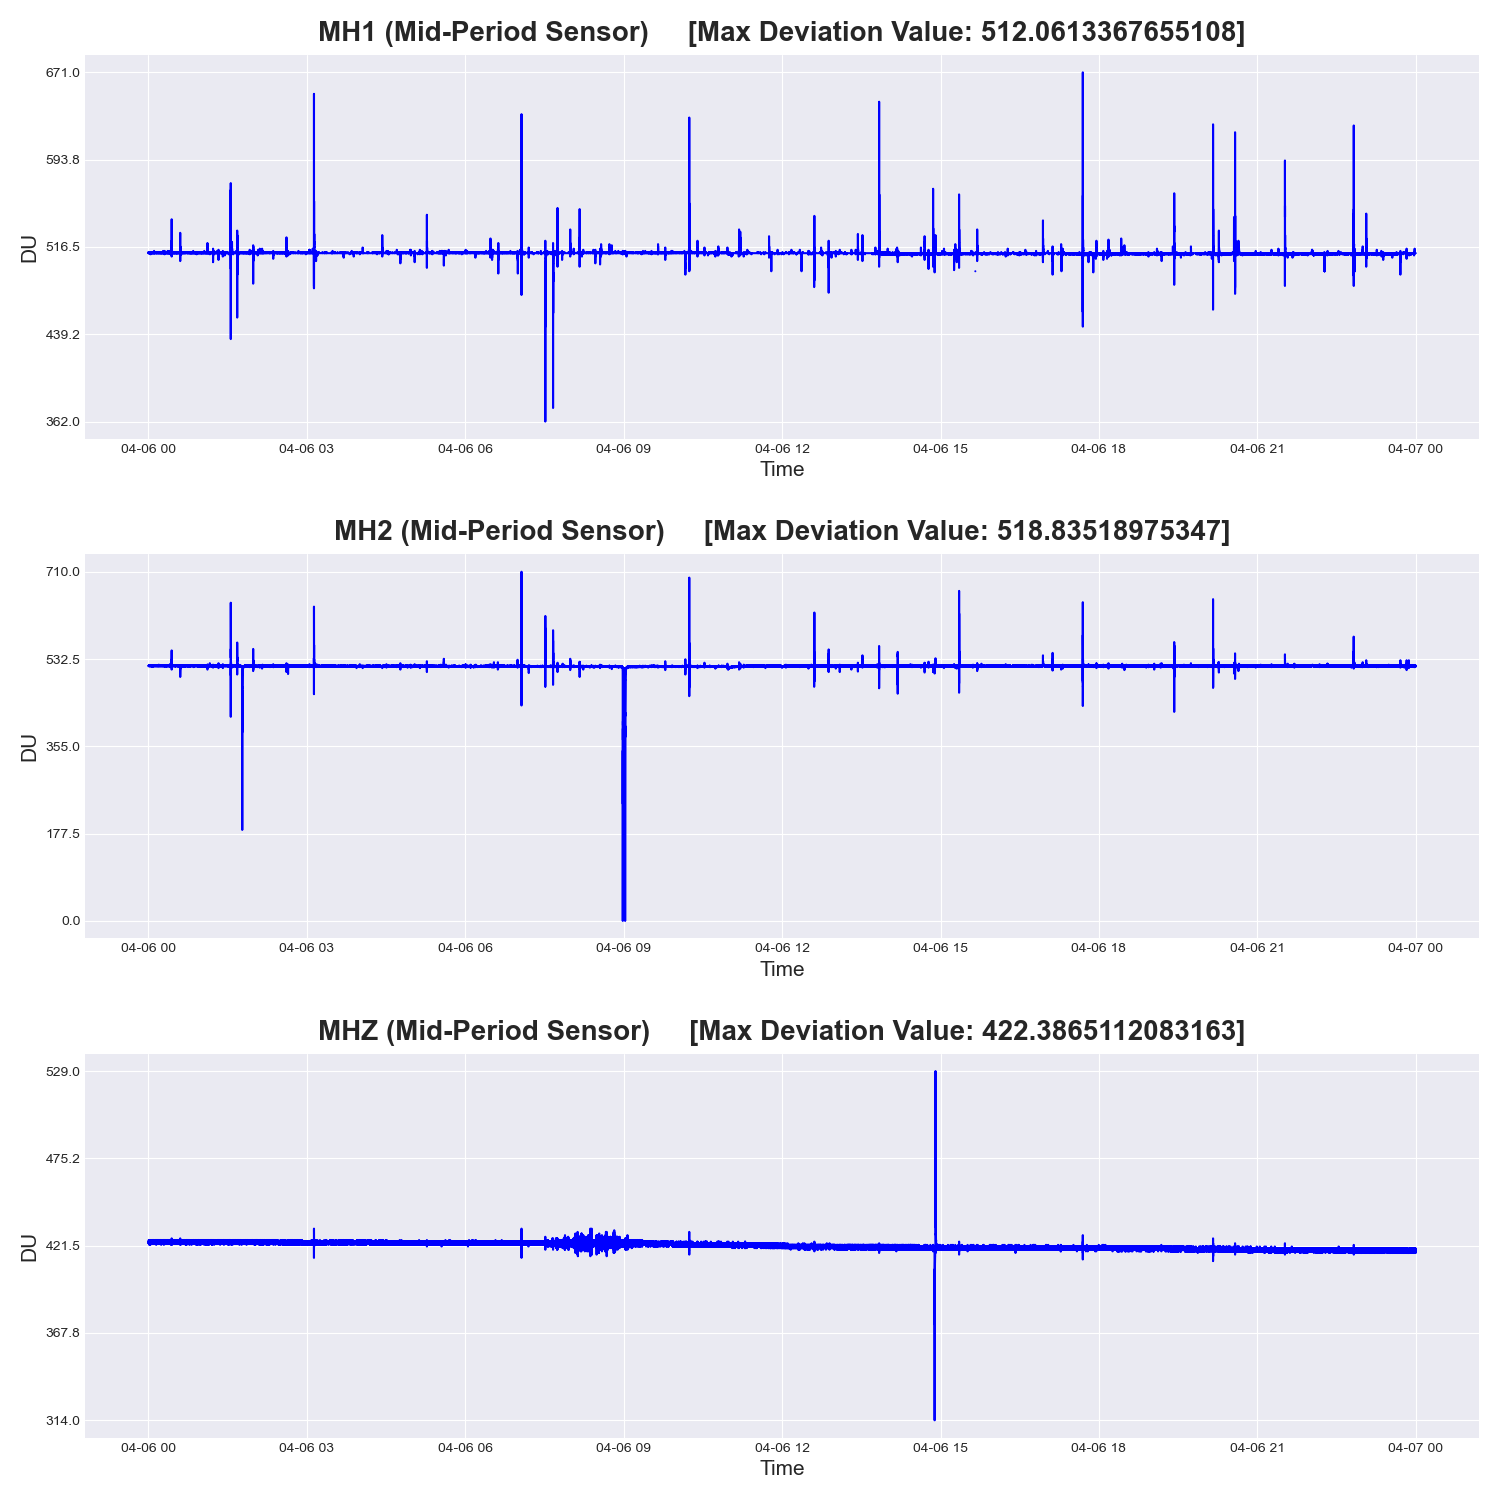 MH1 (Mid-Period Sensor) [Max Deviation Value: 512.0613367655108]
671.0
593.8
516.5
439.2
362.0
DU
04-06 00 04-06 03 04-06 06 04-06 09 04-06 12 04-06 15 04-06 18 04-06 21 04-07 00
Time
MH2 (Mid-Period Sensor) [Max Deviation Value: 518.83518975347]
710.0
532.5
355.0
177.5
0.0
DU
04-06 00 04-06 03 04-06 06 04-06 09 04-06 12 04-06 15 04-06 18 04-06 21 04-07 00
Time
MHZ (Mid-Period Sensor) [Max Deviation Value: 422.3865112083163]
529.0
475.2
421.5
367.8
314.0
DU
04-06 00 04-06 03 04-06 06 04-06 09 04-06 12 04-06 15 04-06 18 04-06 21 04-07 00
Time